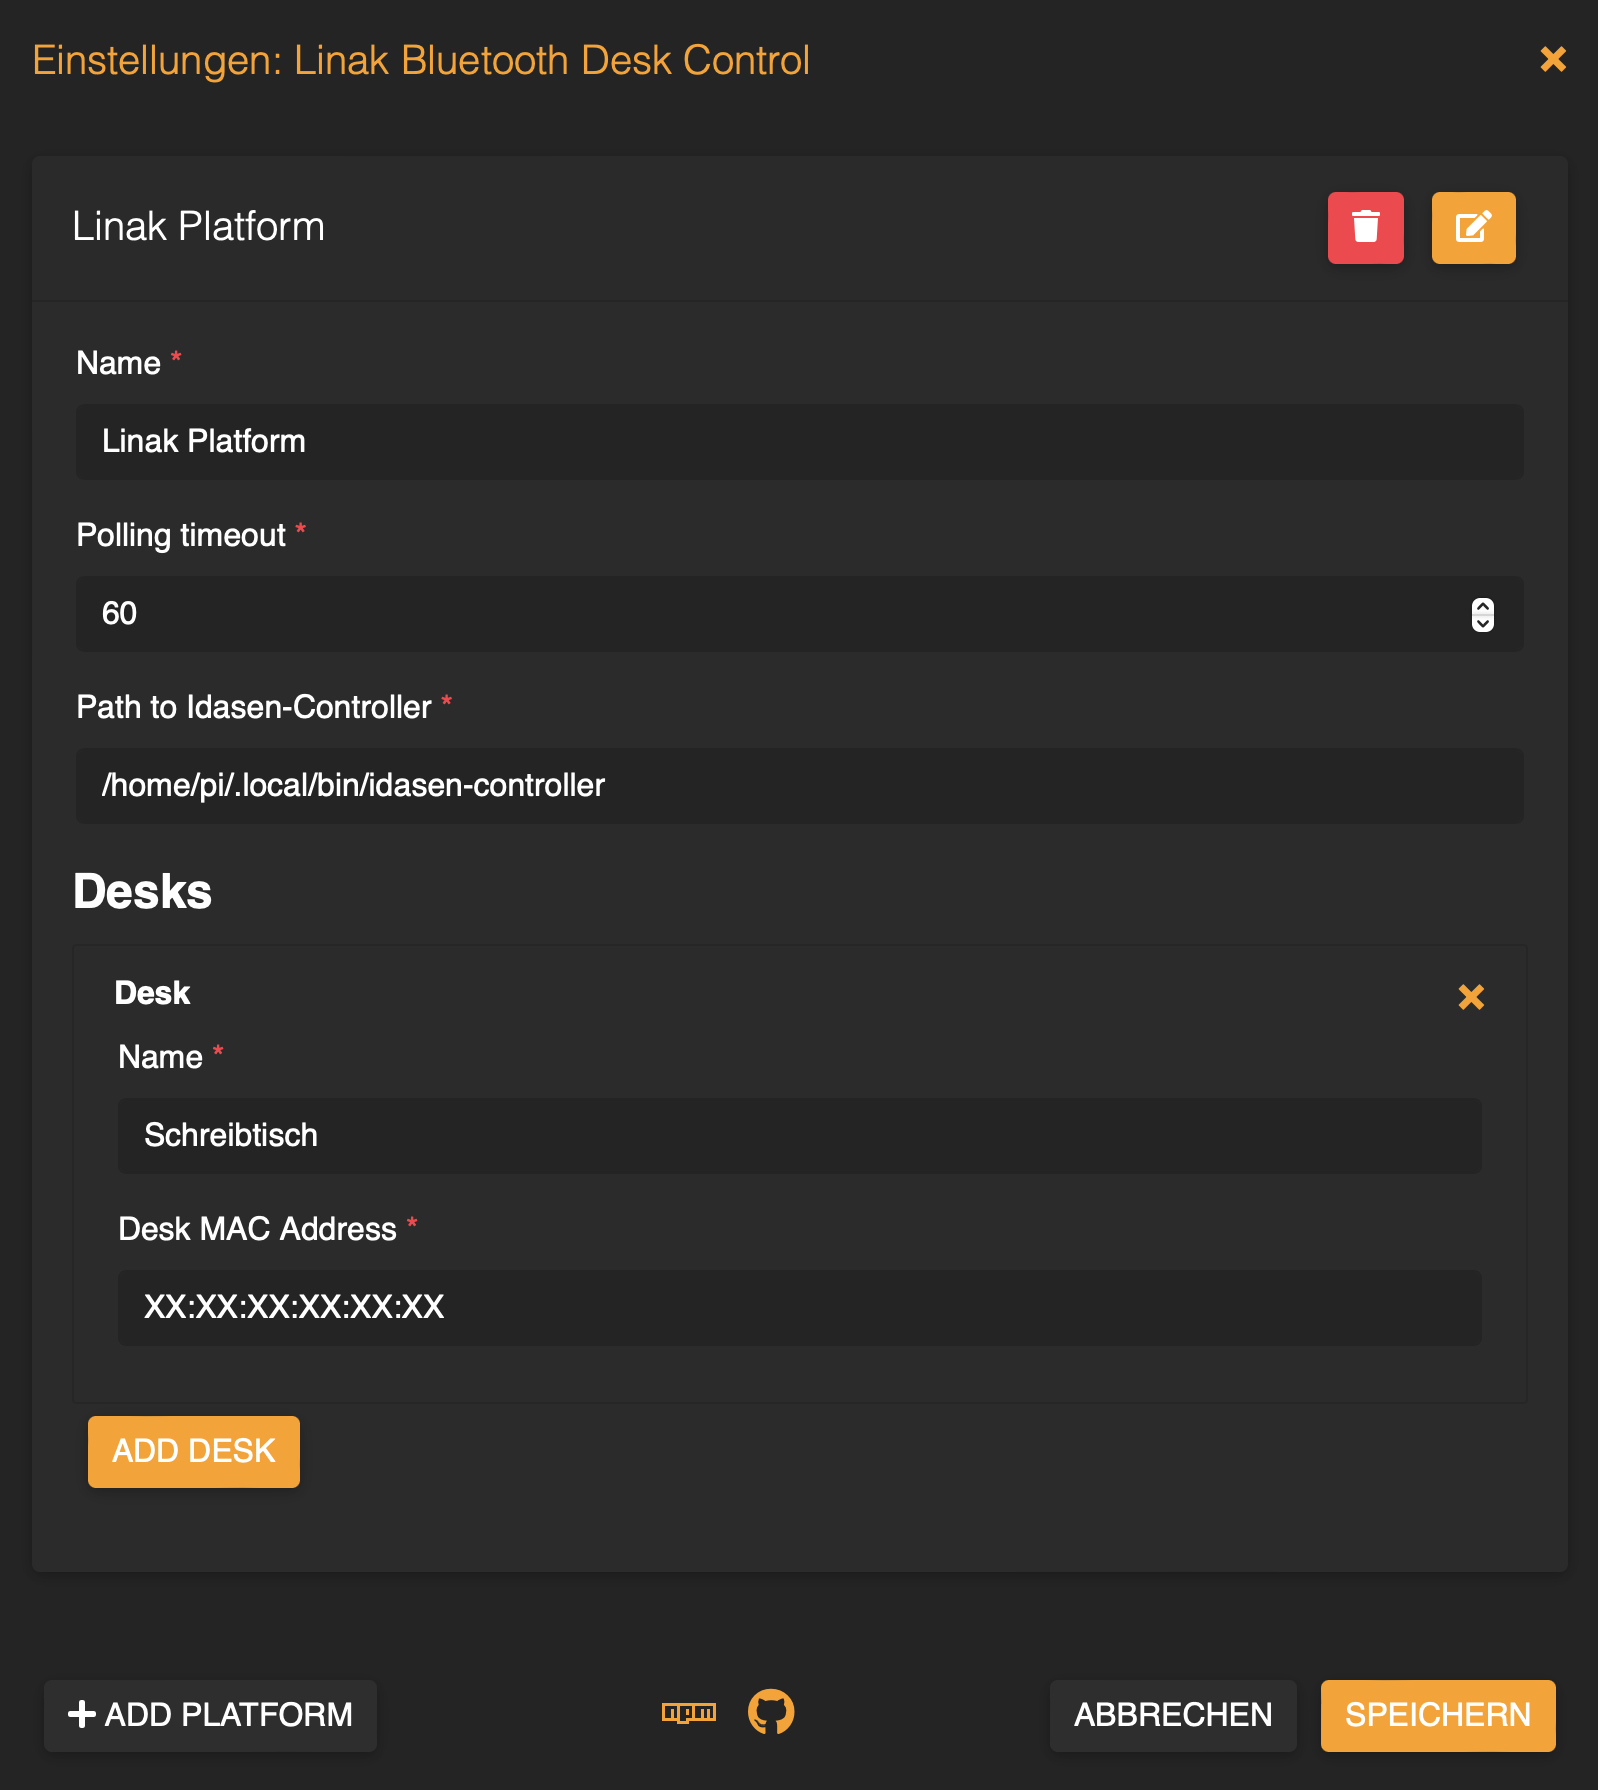 Einstellungen: Linak Bluetooth Desk Control
Linak Platform
Name *
Linak Platform
Polling timeout *
60
Path to Idasen-Controller *
/home/pi/.local/bin/idasen-controller
Desks
Desk
Name *
Schreibtisch
Desk MAC Address *
XX:XX:XX:XX:XX:XX
ADD DESK
ADD PLATFORM
npm
ABBRECHEN
SPEICHERN